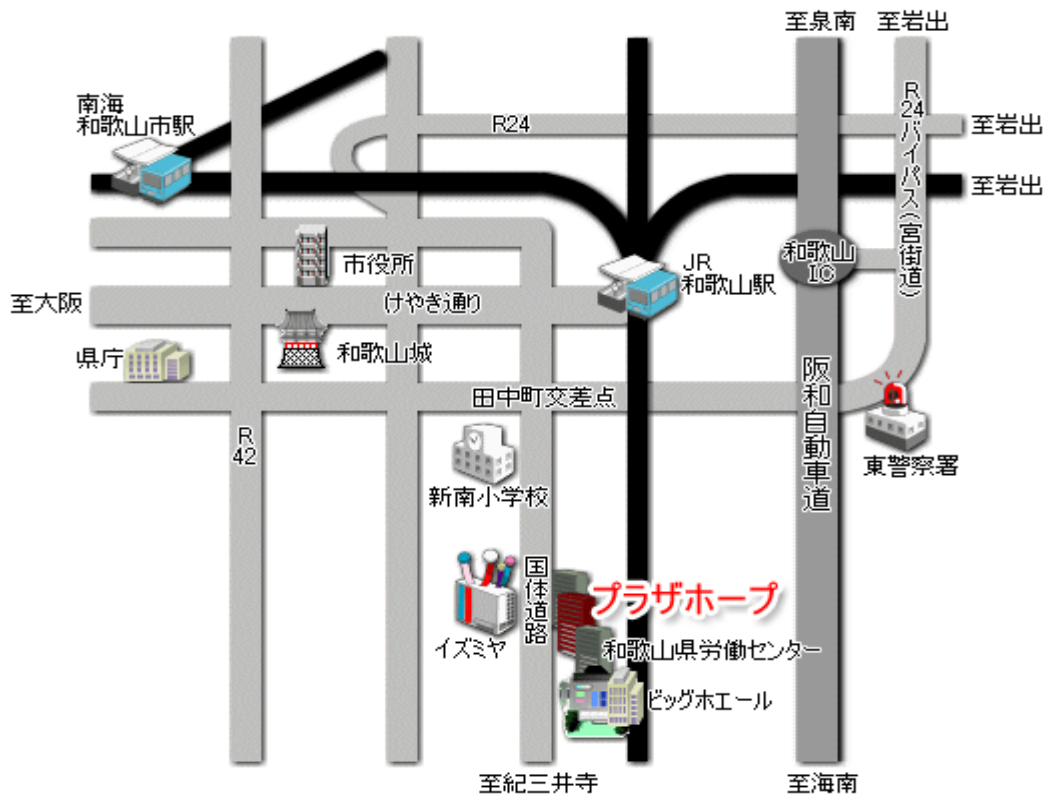 至泉南
至岩出
南海
和歌山市駅
R24
至岩出
R24バイパス(宮街道)
至岩出
市役所
和歌山
IC
JR
和歌山駅
至大阪
けやき通り
県庁
和歌山城
田中町交差点
阪和自動車道
R
42
東警察署
新南小学校
国体道路
プラザホープ
イズミヤ
和歌山県労働センター
ビッグホエール
至紀三井寺
至海南